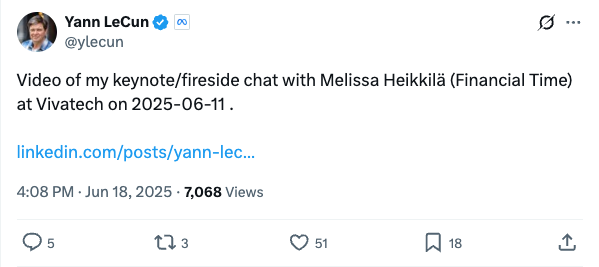 Yann LeCun
@ylecun
Video of my keynote/fireside chat with Melissa Heikkilä (Financial Time)
at Vivatech on 2025-06-11 .
linkedin.com/posts/yann-lec...
4:08 PM · Jun 18, 2025 · 7,068 Views
5 3 51 18